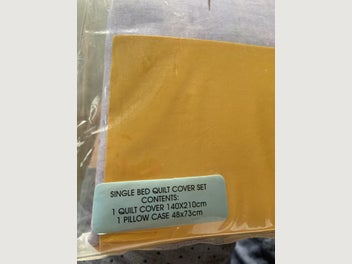 SINGLE BED QUILT COVER SET
CONTENTS:
1 QUILT COVER 140X210cm
1 PILLOW CASE 48x73cm